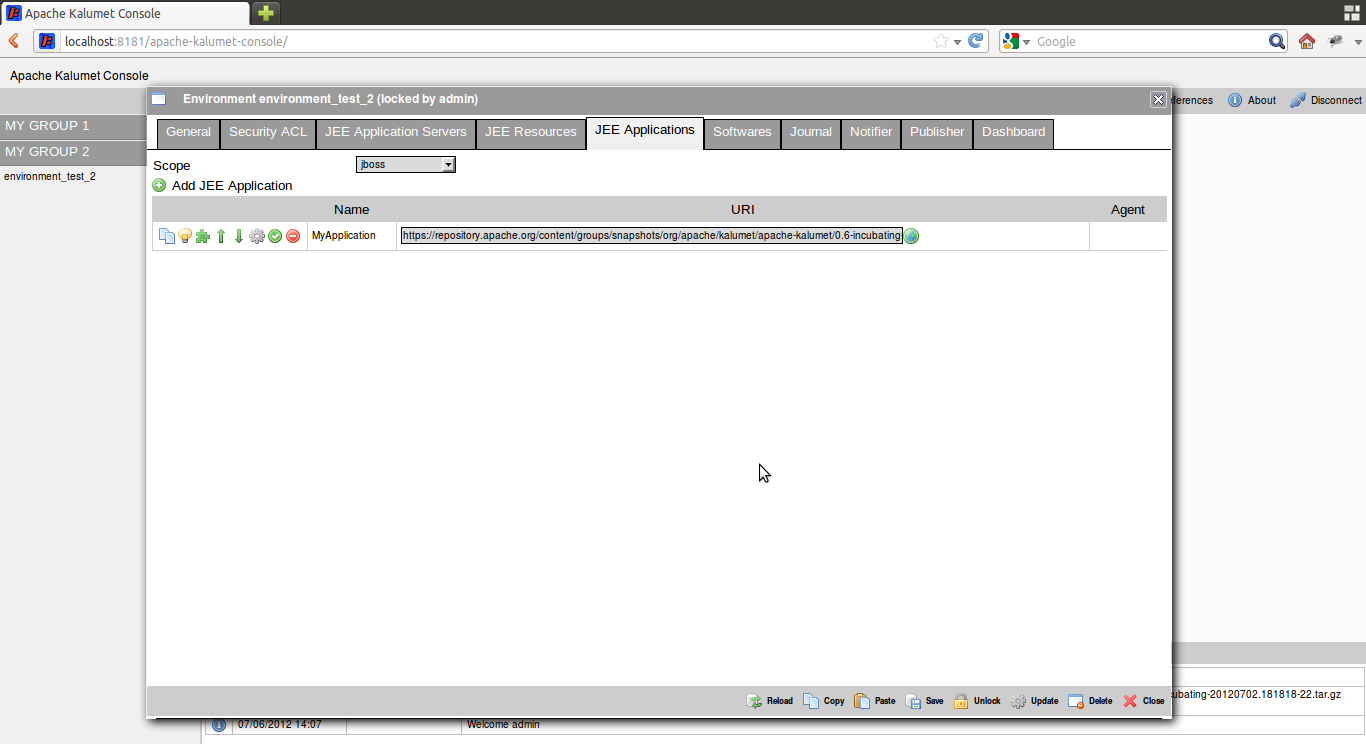 Apache Kalumet Console
localhost:8181/apache-kalumet-console/
Google
Apache Kalumet Console
Environment environment_test_2 (locked by admin)
About Disconnect
MY GROUP 1
MY GROUP 2
environment_test_2
General Security ACL JEE Application Servers JEE Resources JEE Applications Softwares Journal Notifier Publisher Dashboard
Scope jboss
Add JEE Application
Name URI Agent
MyApplication https://repository.apache.org/content/groups/snapshots/org/apache/kalumet/apache-kalumet/0.6-incubating-
ubating-20120702.181818-22.tar.gz
Reload Copy Paste Save Unlock Update Delete Close
07/06/2012 14:07 Welcome admin